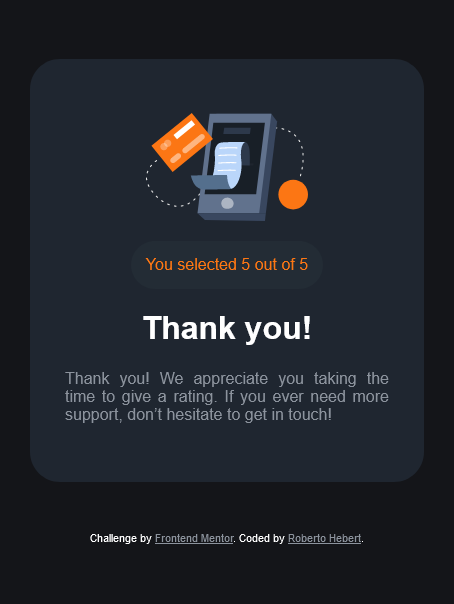 You selected 5 out of 5
Thank you!
Thank you! We appreciate you taking the
time to give a rating. If you ever need more
support, don’t hesitate to get in touch!
Challenge by Frontend Mentor. Coded by Roberto Hebert.